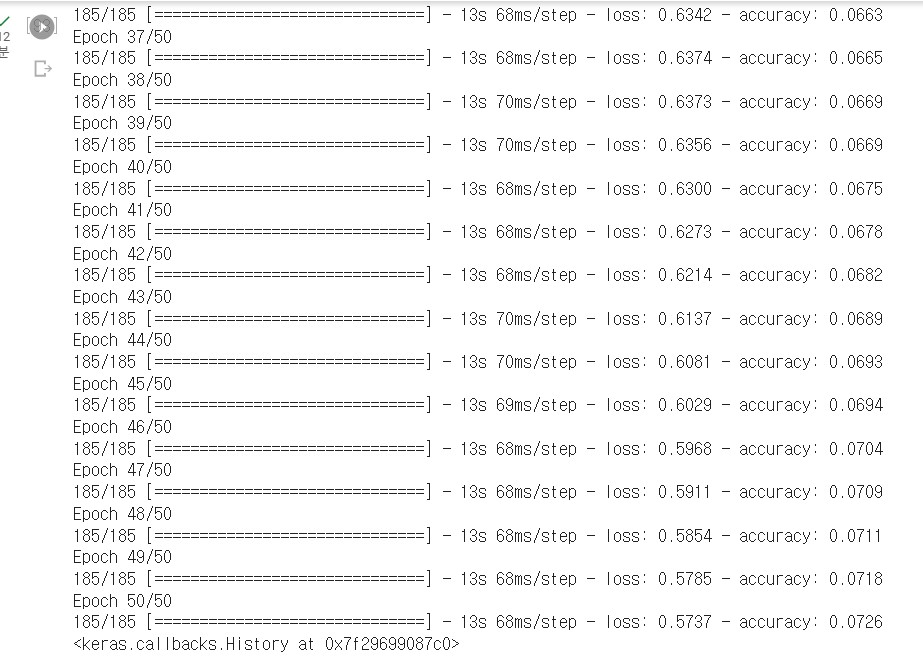 185/185 [==============================] - 13s 68ms/step - loss: 0.6342 - accuracy: 0.0663
Epoch 37/50
185/185 [==============================] - 13s 68ms/step - loss: 0.6374 - accuracy: 0.0665
Epoch 38/50
185/185 [==============================] - 13s 70ms/step - loss: 0.6373 - accuracy: 0.0669
Epoch 39/50
185/185 [==============================] - 13s 70ms/step - loss: 0.6356 - accuracy: 0.0669
Epoch 40/50
185/185 [==============================] - 13s 68ms/step - loss: 0.6300 - accuracy: 0.0675
Epoch 41/50
185/185 [==============================] - 13s 68ms/step - loss: 0.6273 - accuracy: 0.0678
Epoch 42/50
185/185 [==============================] - 13s 68ms/step - loss: 0.6214 - accuracy: 0.0682
Epoch 43/50
185/185 [==============================] - 13s 70ms/step - loss: 0.6137 - accuracy: 0.0689
Epoch 44/50
185/185 [==============================] - 13s 70ms/step - loss: 0.6081 - accuracy: 0.0693
Epoch 45/50
185/185 [==============================] - 13s 69ms/step - loss: 0.6029 - accuracy: 0.0694
Epoch 46/50
185/185 [==============================] - 13s 68ms/step - loss: 0.5968 - accuracy: 0.0704
Epoch 47/50
185/185 [==============================] - 13s 68ms/step - loss: 0.5911 - accuracy: 0.0709
Epoch 48/50
185/185 [==============================] - 13s 68ms/step - loss: 0.5854 - accuracy: 0.0711
Epoch 49/50
185/185 [==============================] - 13s 68ms/step - loss: 0.5785 - accuracy: 0.0718
Epoch 50/50
185/185 [==============================] - 13s 68ms/step - loss: 0.5737 - accuracy: 0.0726
<keras.callbacks.History at 0x7f29699087c0>